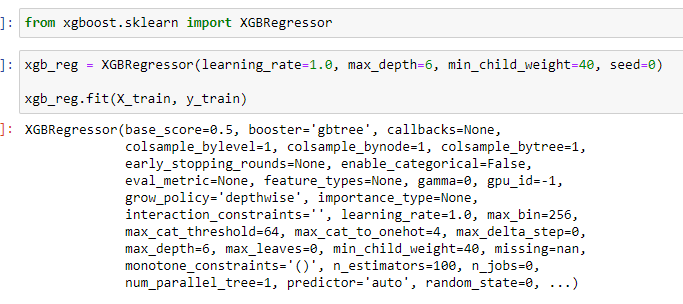 ]: from xgboost.sklearn import XGBRegressor
]: xgb_reg = XGBRegressor(learning_rate=1.0, max_depth=6, min_child_weight=40, seed=0)
xgb_reg.fit(X_train, y_train)
]: XGBRegressor(base_score=0.5, booster='gbtree', callbacks=None,
colsample_bylevel=1, colsample_bynode=1, colsample_bytree=1,
early_stopping_rounds=None, enable_categorical=False,
eval_metric=None, feature_types=None, gamma=0, gpu_id=-1,
grow_policy='depthwise', importance_type=None,
interaction_constraints='', learning_rate=1.0, max_bin=256,
max_cat_threshold=64, max_cat_to_onehot=4, max_delta_step=0,
max_depth=6, max_leaves=0, min_child_weight=40, missing=nan,
monotone_constraints='()', n_estimators=100, n_jobs=0,
num_parallel_tree=1, predictor='auto', random_state=0, ...)